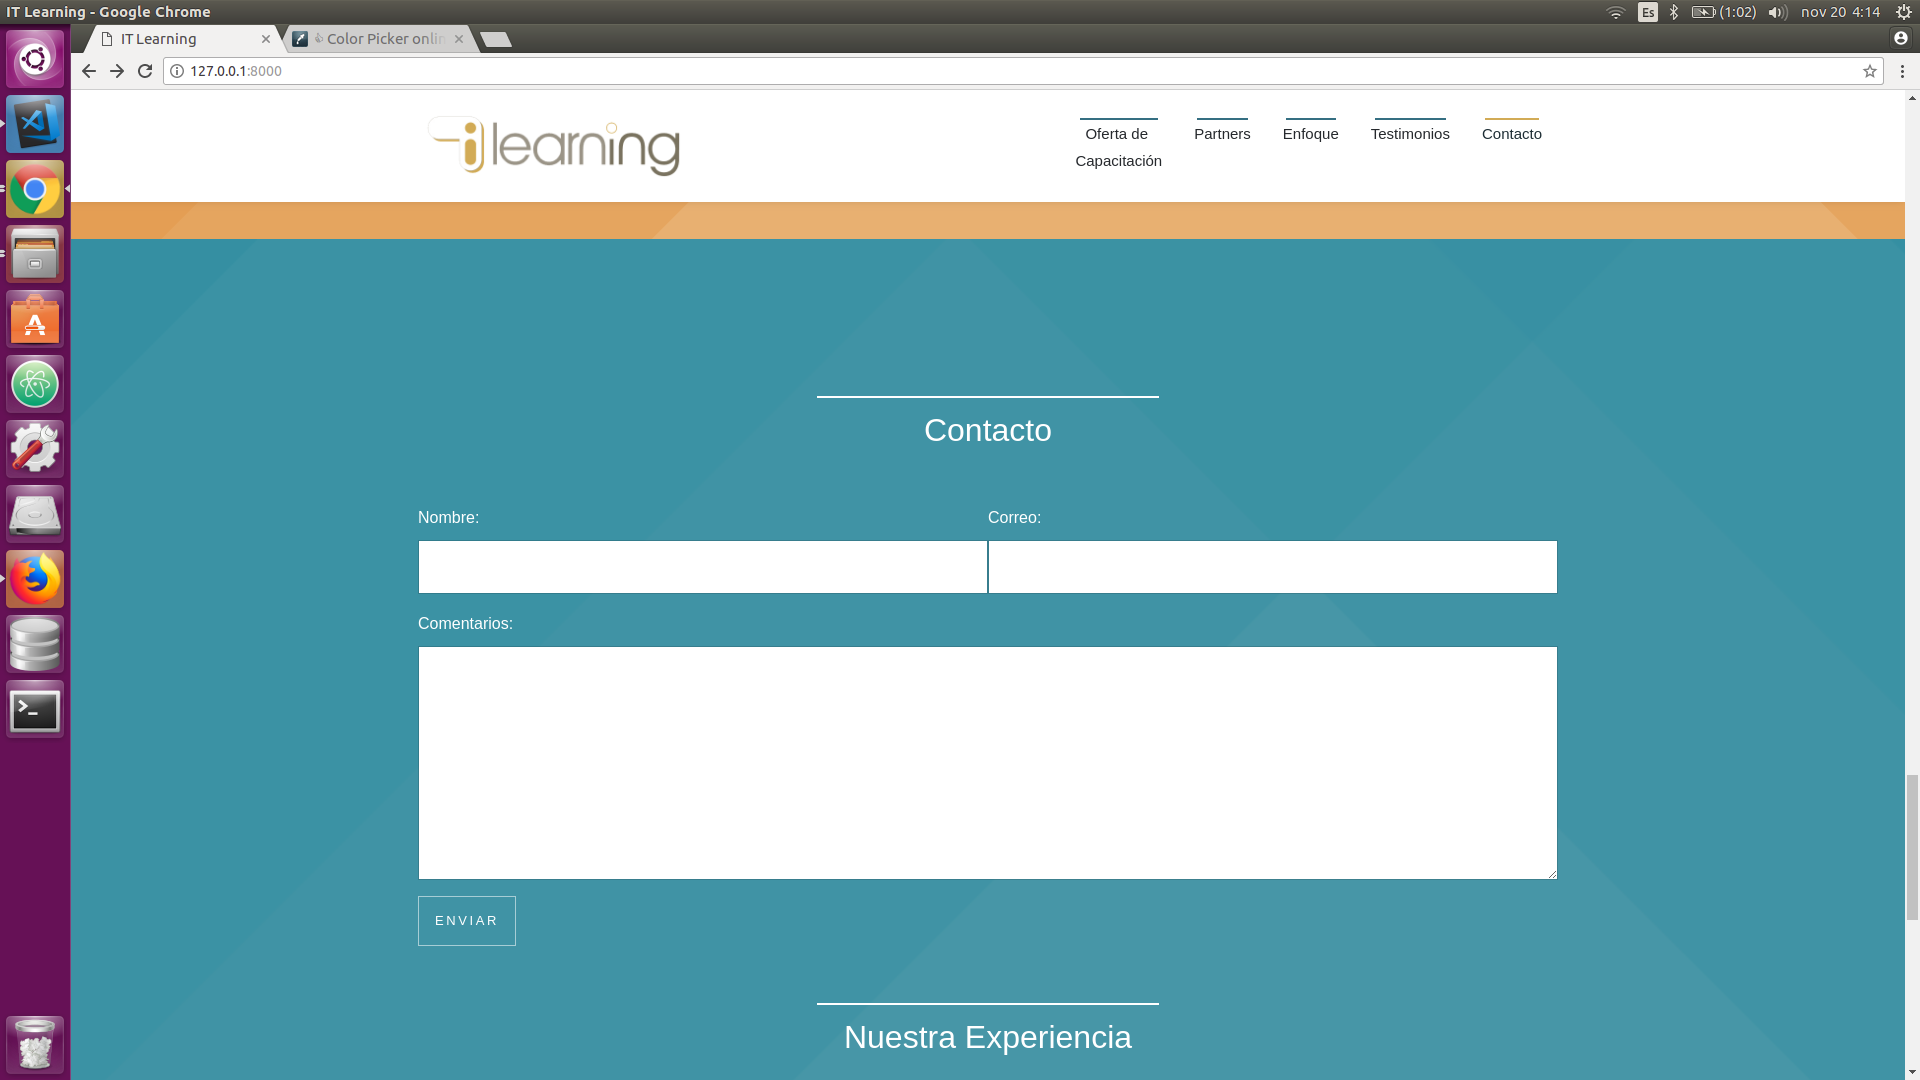 IT Learning - Google Chrome
Es
(1:02)
nov 20 4:14
IT Learning
Color Picker onlin
127.0.0.1:8000
i learning
Oferta de
Capacitación
Partners
Enfoque
Testimonios
Contacto
Contacto
Nombre:
Correo:
Comentarios:
ENVIAR
Nuestra Experiencia